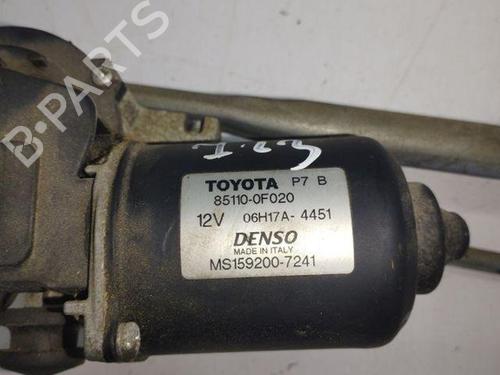 B-PARTS
TOYOTA P7 B
85110-0F020
12V 06H17A-4451
DENSO
MADE IN ITALY
MS159200-7241